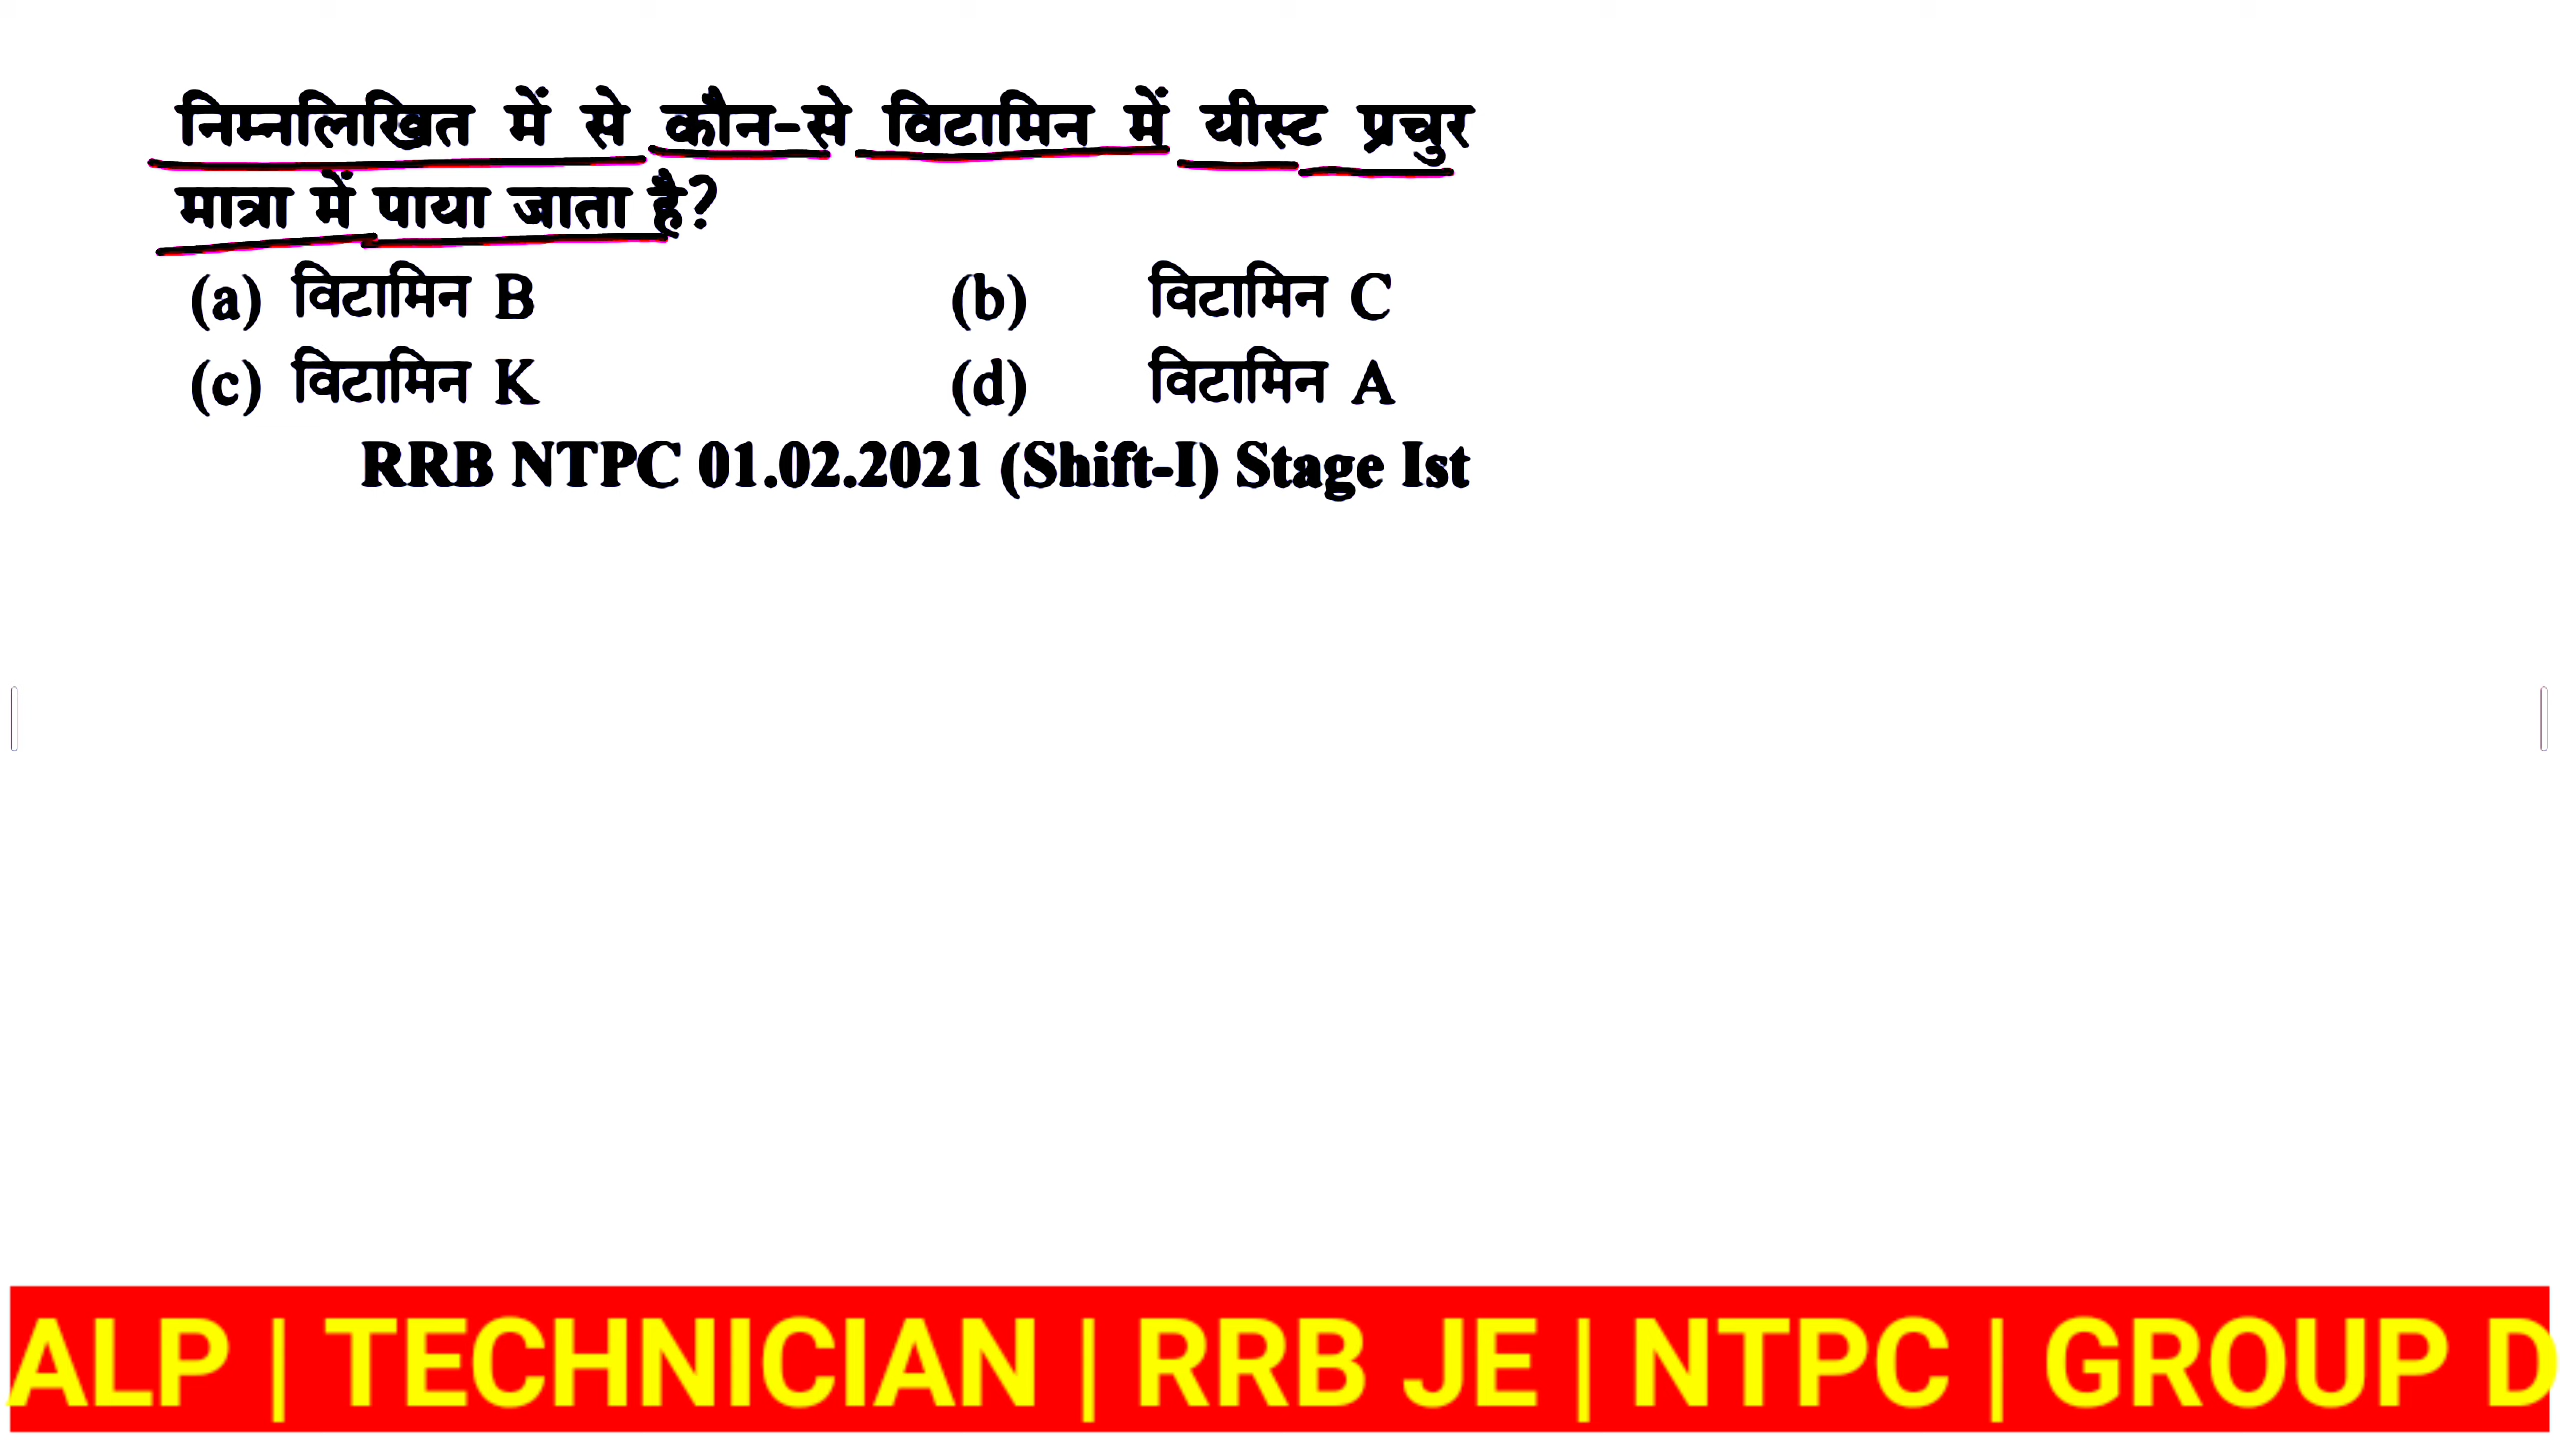 निम्नलिखित में से कौन-से विटामिन में यीस्ट प्रचुर
मात्रा में पाया जाता है?
(a) विटामिन B (b) विटामिन C
(c) विटामिन K (d) विटामिन A
RRB NTPC 01.02.2021 (Shift-I) Stage Ist
ALP | TECHNICIAN | RRB JE | NTPC | GROUP D